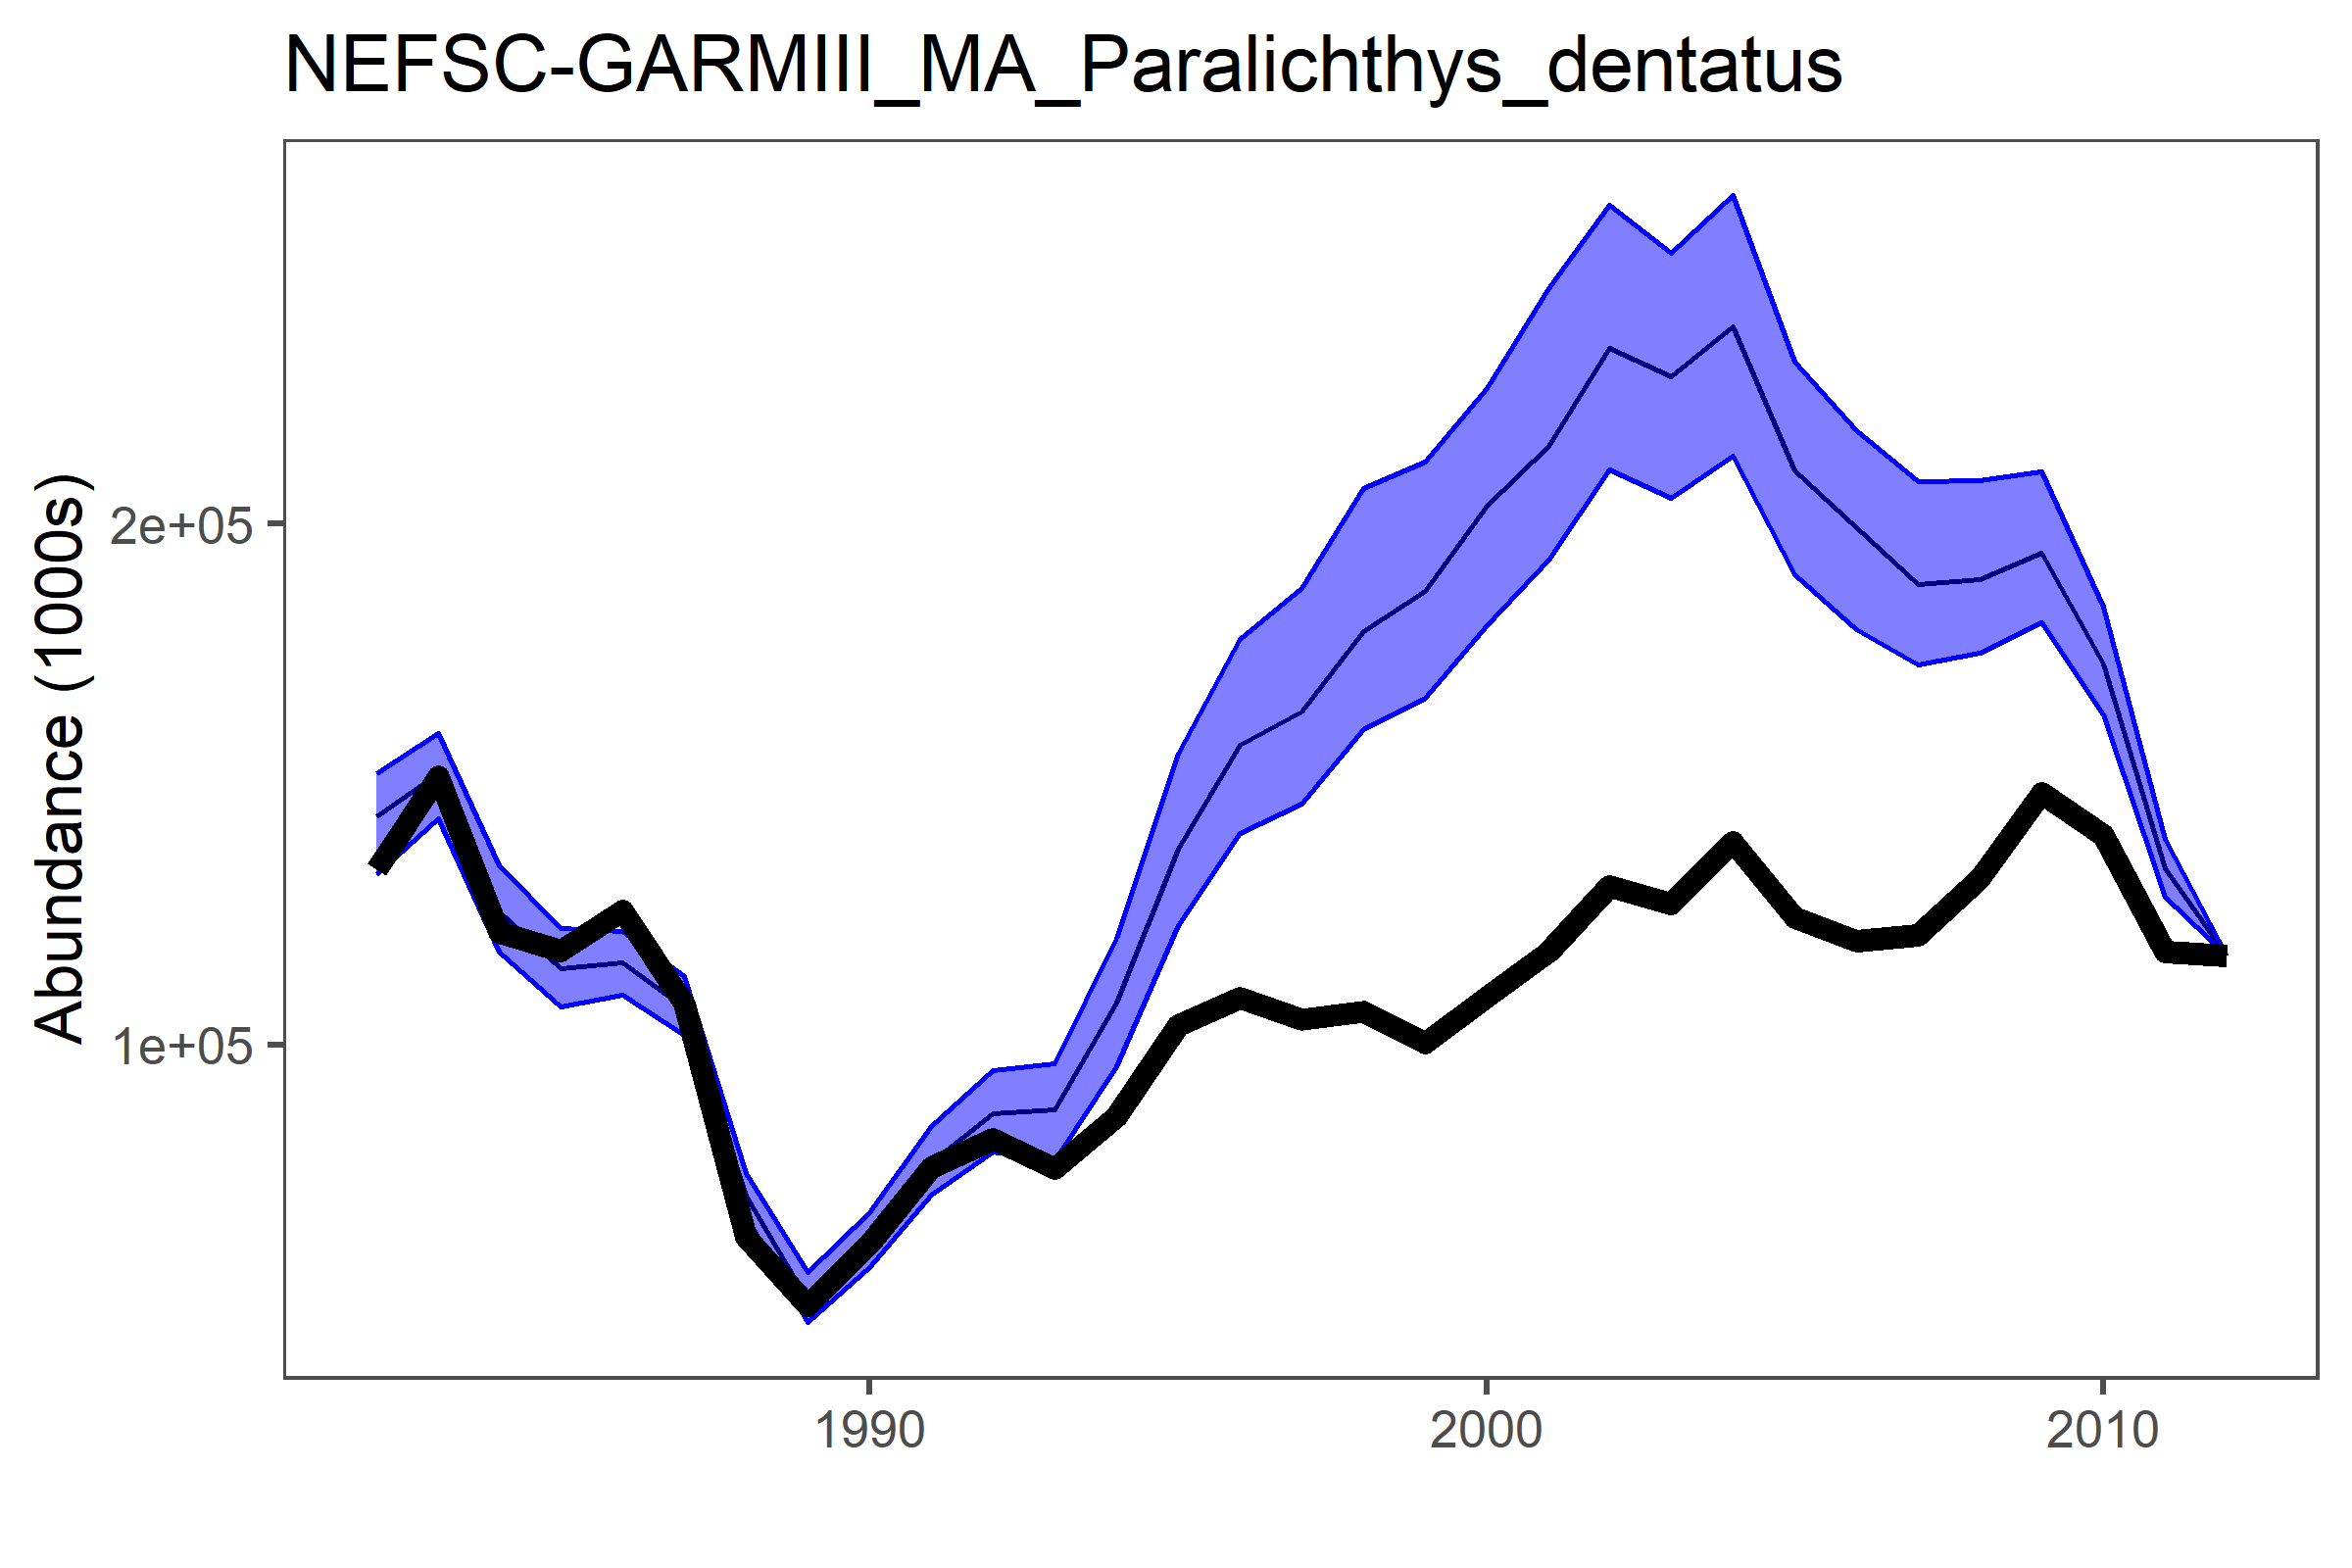 NEFSC-GARMIII_MA_Paralichthys_dentatus
Abundance (1000s)
2e+05
1e+05
1990
2000
2010